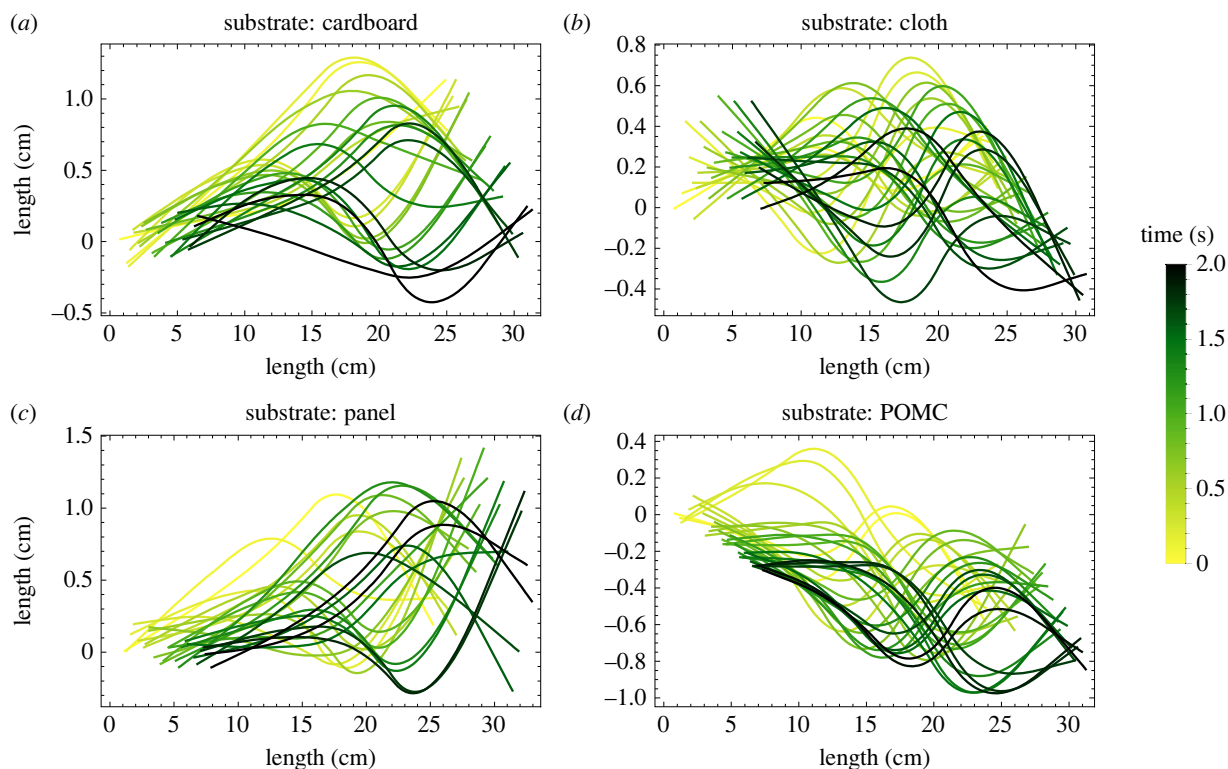 (a) substrate: cardboard
1.0
0.5
0
–0.5
length (cm)
0 5 10 15 20 25 30
length (cm)
(b) substrate: cloth
0.8
0.6
0.4
0.2
0
–0.2
–0.4
0 5 10 15 20 25 30
length (cm)
(c) substrate: panel
1.5
1.0
0.5
0
length (cm)
0 5 10 15 20 25 30
length (cm)
(d) substrate: POMC
0.4
0.2
0
–0.2
–0.4
–0.6
–0.8
–1.0
0 5 10 15 20 25 30
length (cm)
time (s)
2.0
1.5
1.0
0.5
0